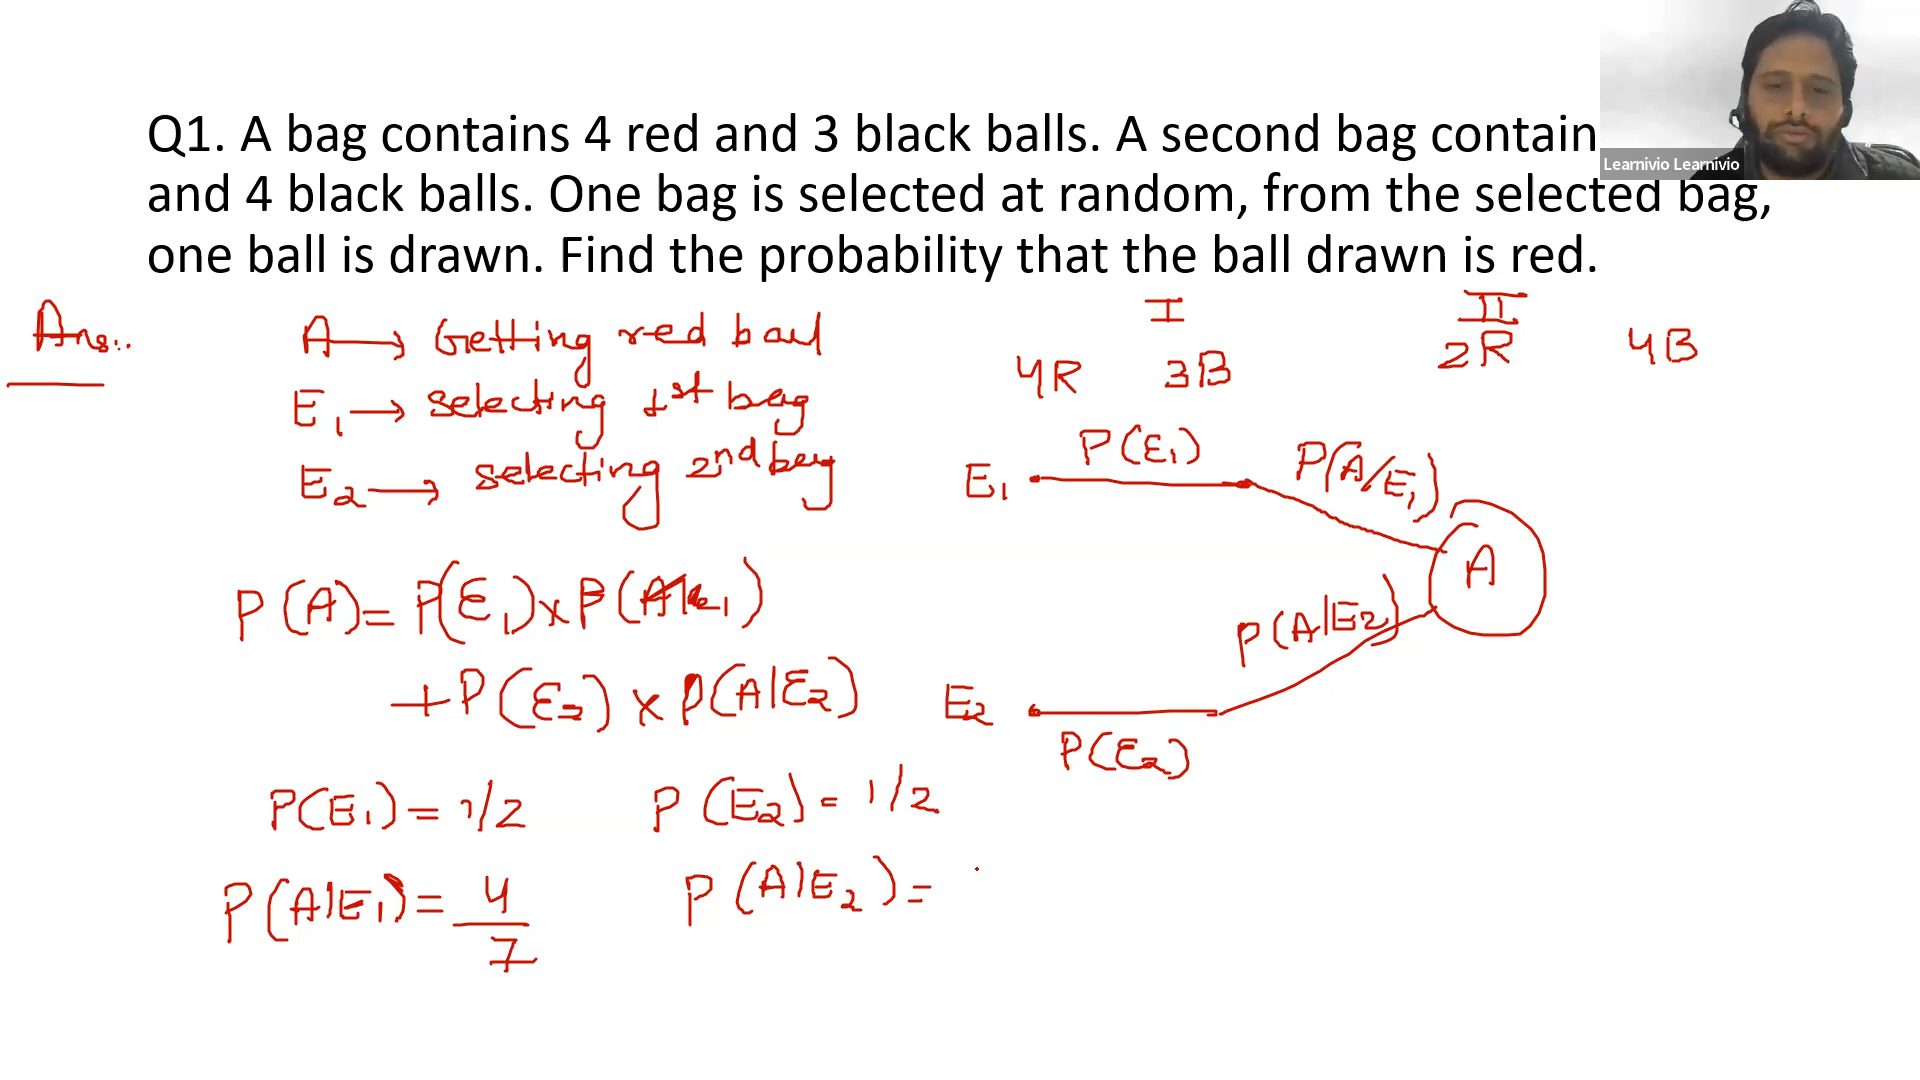 Q1. A bag contains 4 red and 3 black balls. A second bag contain
Learnivio Learnivio
and 4 black balls. One bag is selected at random, from the selected bag,
one ball is drawn. Find the probability that the ball drawn is red.
Ans:.
A → Getting red ball
E1 → selecting 1st bag
E2 → selecting 2nd bag
I
4R 3B
II
2R 4B
E1 P(E1) P(A/E1)
A
P(A|E2)
E2
P(E2)
P(A) = P(E1) x P(A|E1)
+ P(E2) x P(A|E2)
P(E1) = 1/2 P(E2) = 1/2
P(A|E1) = 4/7 P(A|E2) =